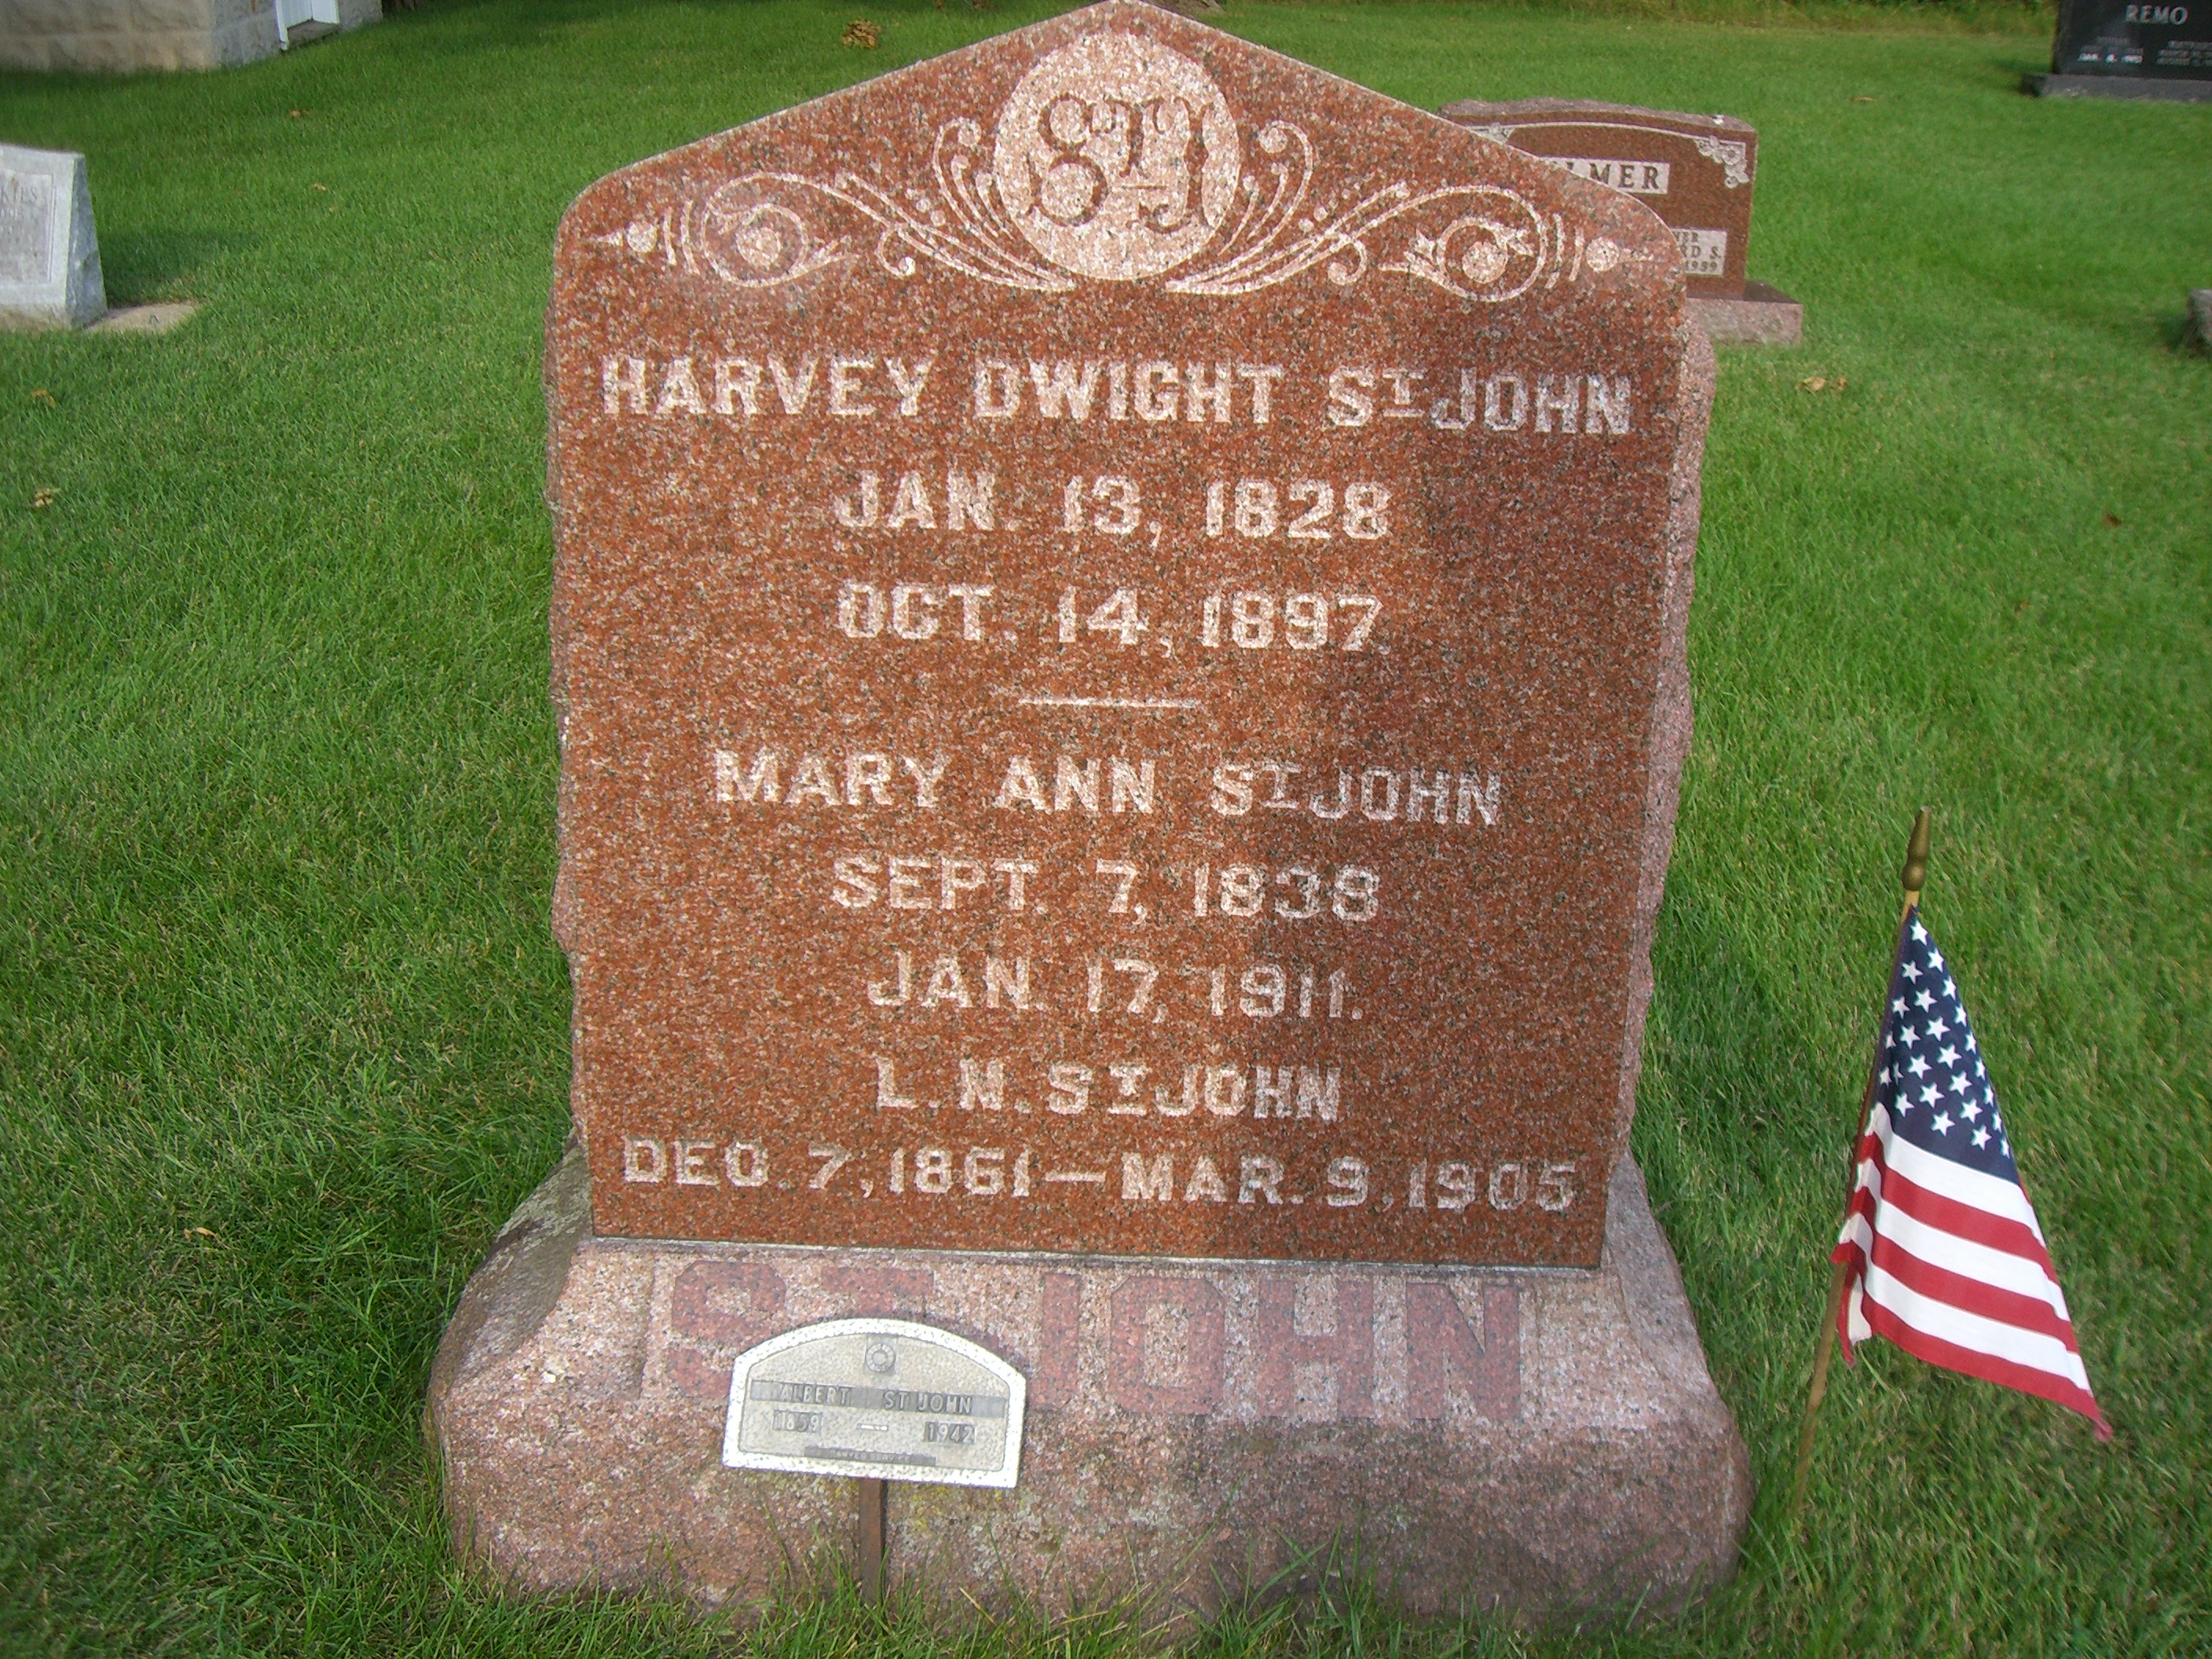 STJ
HARVEY DWIGHT ST JOHN
JAN. 13, 1828
OCT. 14, 1897.
MARY ANN ST JOHN
SEPT. 7, 1838
JAN. 17, 1911.
L. N. ST JOHN
DEC. 7, 1861 — MAR. 9, 1905
ST JOHN
ALBERT ST JOHN
1859 — 1942
REMO